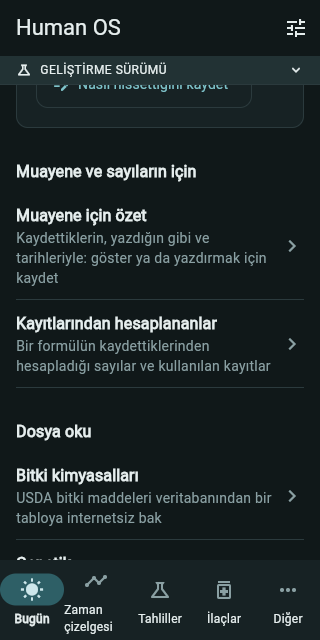 Human OS
GELİŞTİRME SÜRÜMÜ
Nasıl hissettiğini kaydet
Muayene ve sayıların için
Muayene için özet
Kaydettiklerin, yazdığın gibi ve
tarihleriyle: göster ya da yazdırmak için
kaydet
Kayıtlarından hesaplananlar
Bir formülün kaydettiklerinden
hesapladığı sayılar ve kullanılan kayıtlar
Dosya oku
Bitki kimyasalları
USDA bitki maddeleri veritabanından bir
tabloya internetsiz bak
Bugün
Zaman
çizelgesi
Tahliller
İlaçlar
Diğer